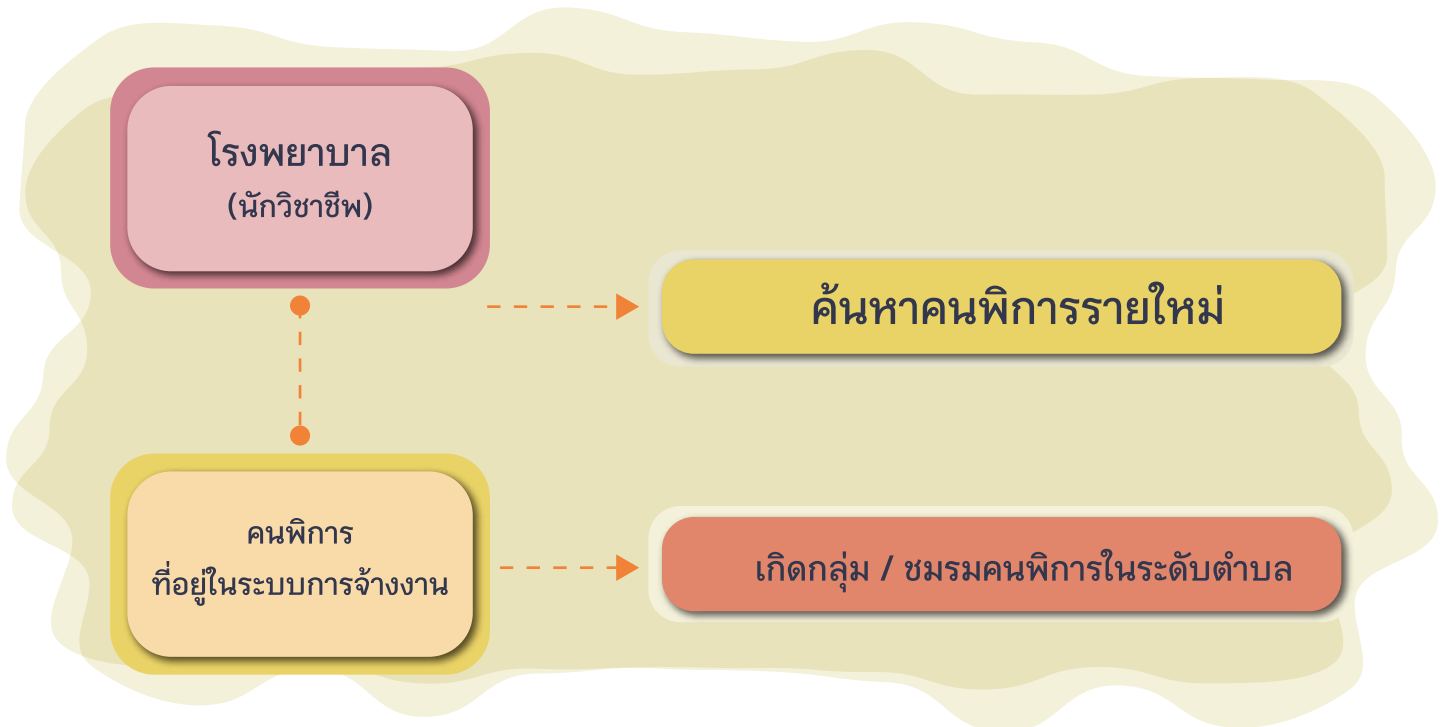 โรงพยาบาล
(นักวิชาชีพ)
ค้นหาคนพิการรายใหม่
คนพิการ
ที่อยู่ในระบบการจ้างงาน
เกิดกลุ่ม / ชมรมคนพิการในระดับตำบล